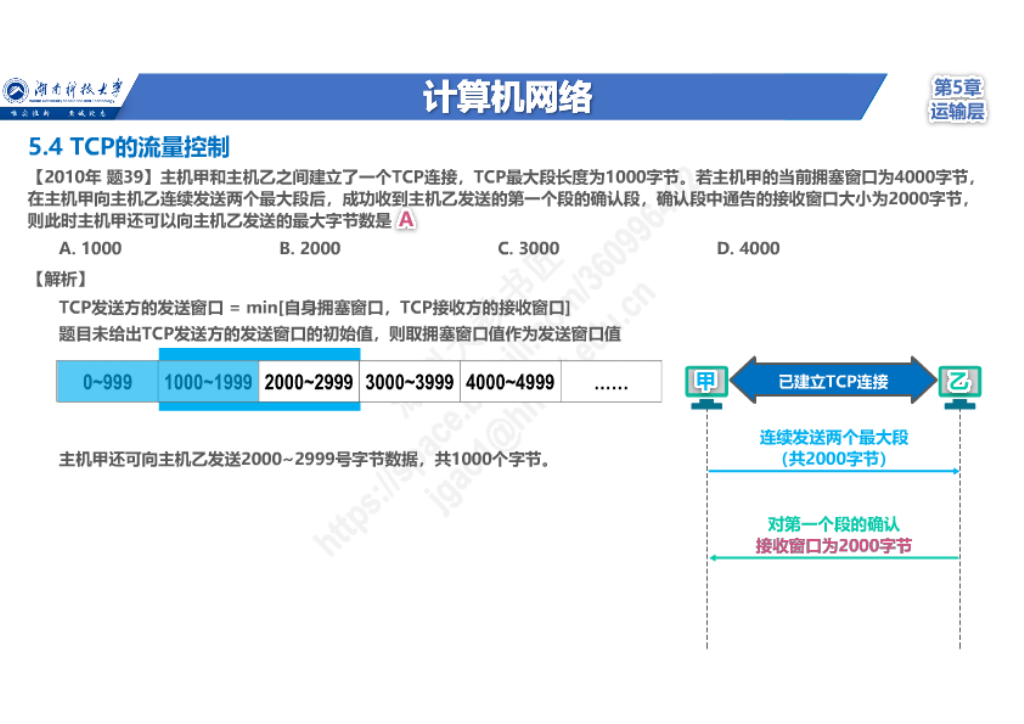 湖南科技大学
计算机网络
第5章
运输层
5.4 TCP的流量控制
【2010年 题39】主机甲和主机乙之间建立了一个TCP连接，TCP最大段长度为1000字节。若主机甲的当前拥塞窗口为4000字节，
在主机甲向主机乙连续发送两个最大段后，成功收到主机乙发送的第一个段的确认段，确认段中通告的接收窗口大小为2000字节，
则此时主机甲还可以向主机乙发送的最大字节数是 A
A. 1000 B. 2000 C. 3000 D. 4000
【解析】
TCP发送方的发送窗口 = min[自身拥塞窗口，TCP接收方的接收窗口]
题目未给出TCP发送方的发送窗口的初始值，则取拥塞窗口值作为发送窗口值
0~999 1000~1999 2000~2999 3000~3999 4000~4999 ……
甲 已建立TCP连接 乙
连续发送两个最大段
（共2000字节）
主机甲还可向主机乙发送2000~2999号字节数据，共1000个字节。
对第一个段的确认
接收窗口为2000字节